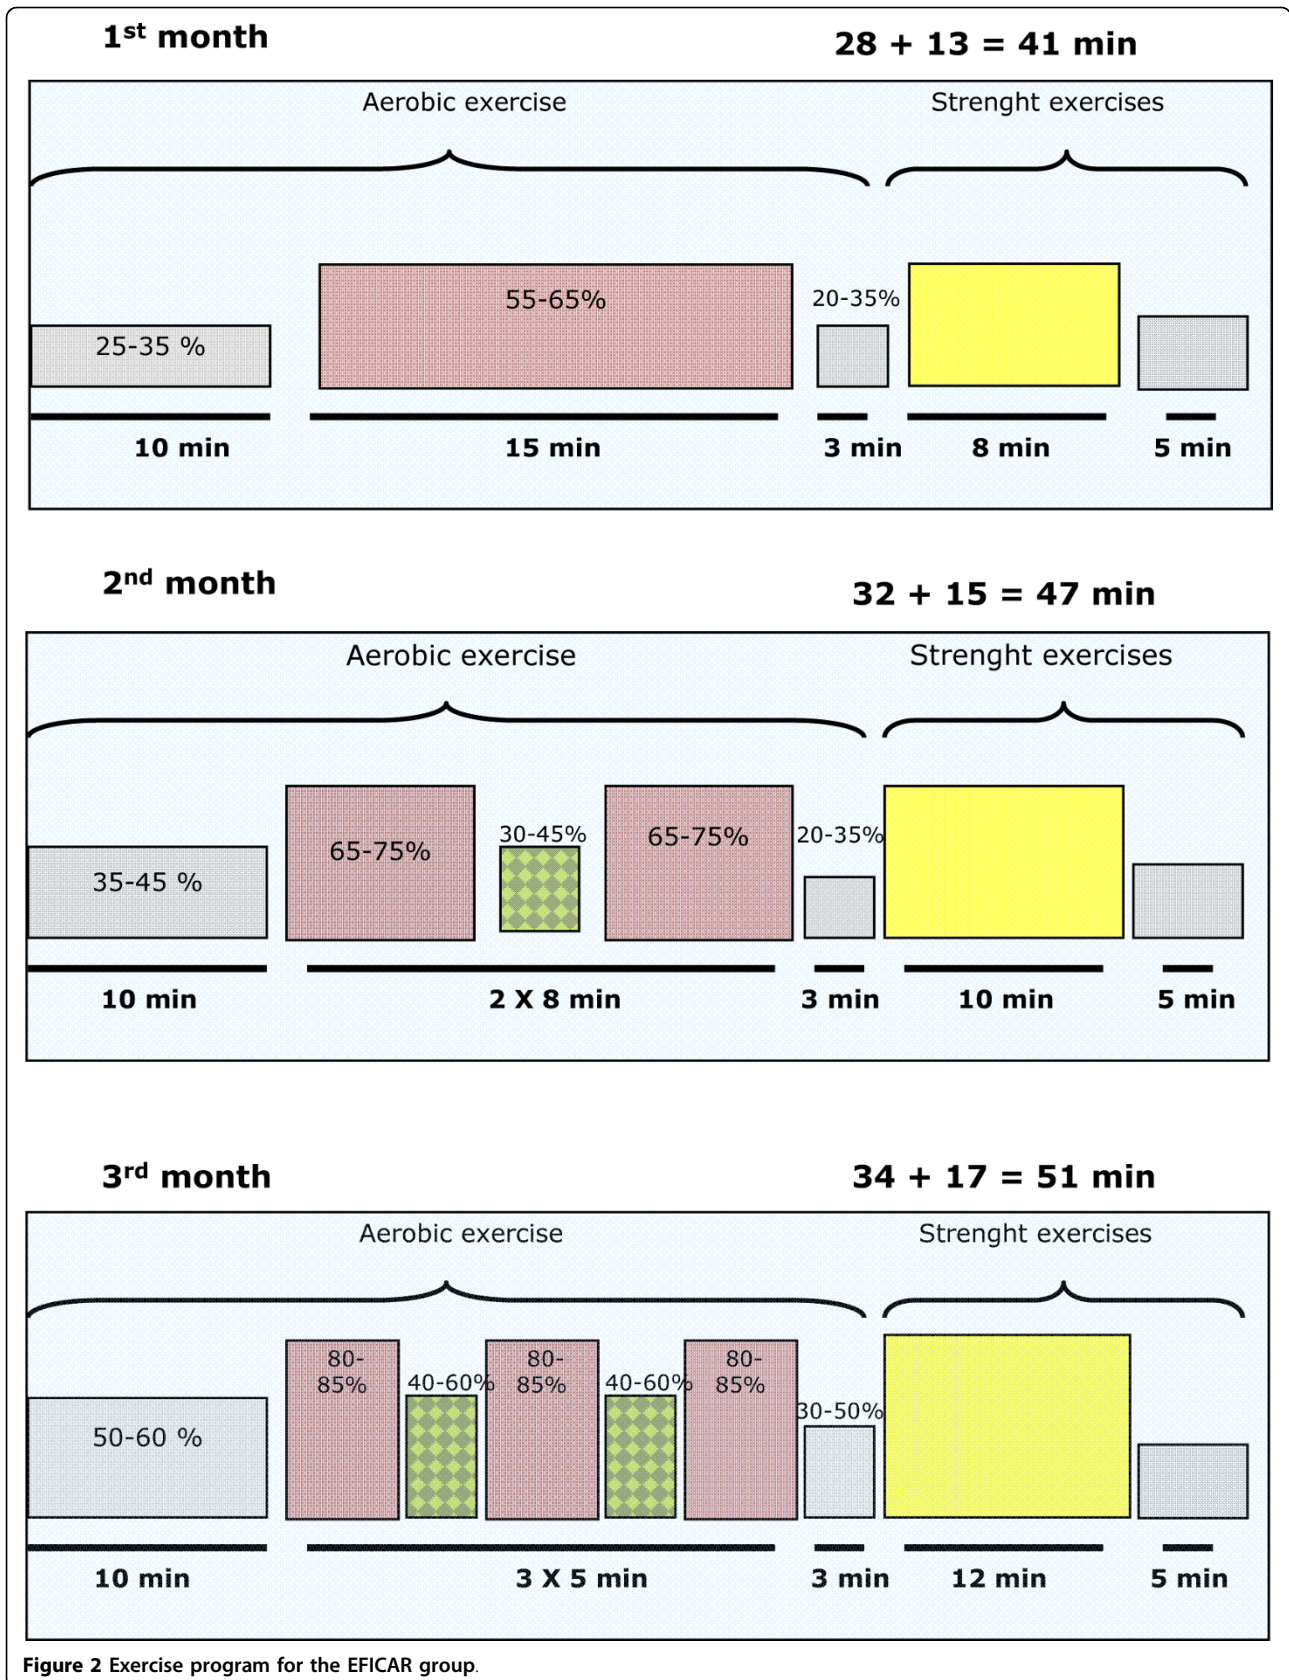 1st month
28 + 13 = 41 min
Aerobic exercise
Strenght exercises
25-35 %
55-65%
20-35%
10 min
15 min
3 min
8 min
5 min
2nd month
32 + 15 = 47 min
Aerobic exercise
Strenght exercises
35-45 %
65-75%
30-45%
65-75%
20-35%
10 min
2 X 8 min
3 min
10 min
5 min
3rd month
34 + 17 = 51 min
Aerobic exercise
Strenght exercises
50-60 %
80-
85%
40-60%
80-
85%
40-60%
80-
85%
30-50%
10 min
3 X 5 min
3 min
12 min
5 min
Figure 2 Exercise program for the EFICAR group.